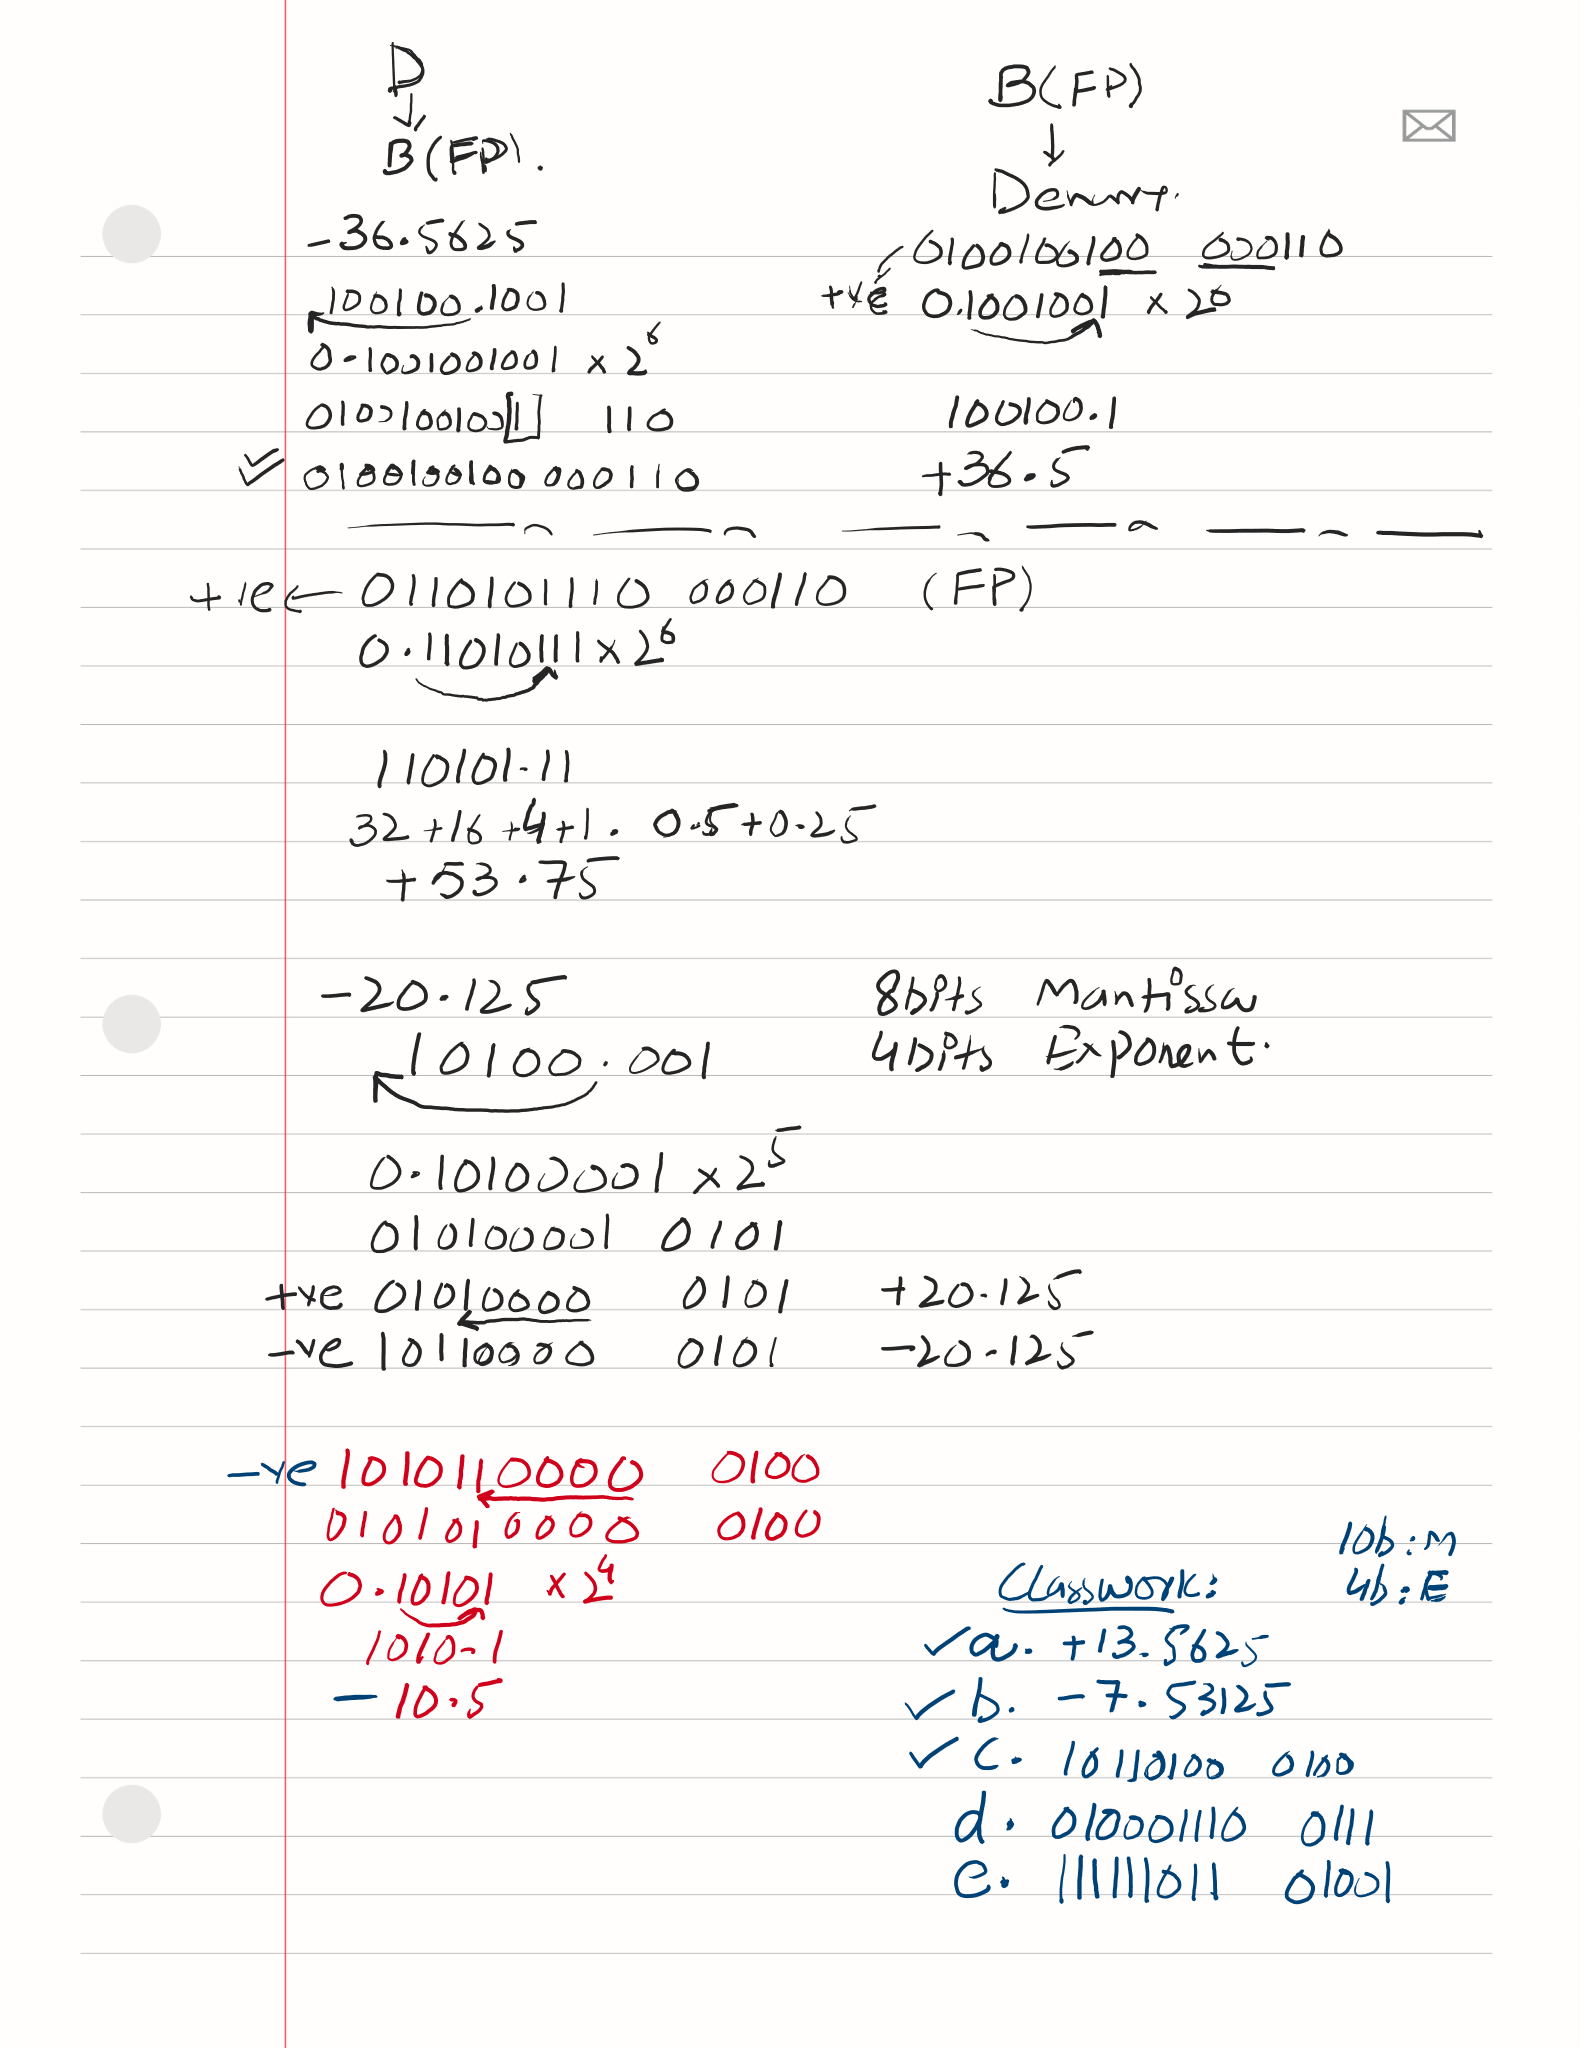 D
↓
B(FP).
-36.5625
100100.1001
0.1001001001 × 2^6
01001001001 110
0100100100 000110
B(FP)
↓
Denary.
0100100100 000110
+ve 0.1001001 × 2^6
100100.1
+36.5
+ve ← 0110101110 000110 (FP)
0.11010111 × 2^6
110101.11
32+16+4+1. 0.5+0.25
+53.75
-20.125 8bits Mantissa
10100.001 4bits Exponent.
0.10100001 × 2^5
010100001 0101
+ve 01010000 0101 +20.125
-ve 10110000 0101 -20.125
-ve 1010110000 0100
010101 0000 0100
0.10101 × 2^4
1010.1
-10.5
10b:M
Classwork: 4b:E
✓ a. +13.5625
✓ b. -7.53125
✓ c. 10110100 0100
d. 010001110 0111
e. 111111011 01001